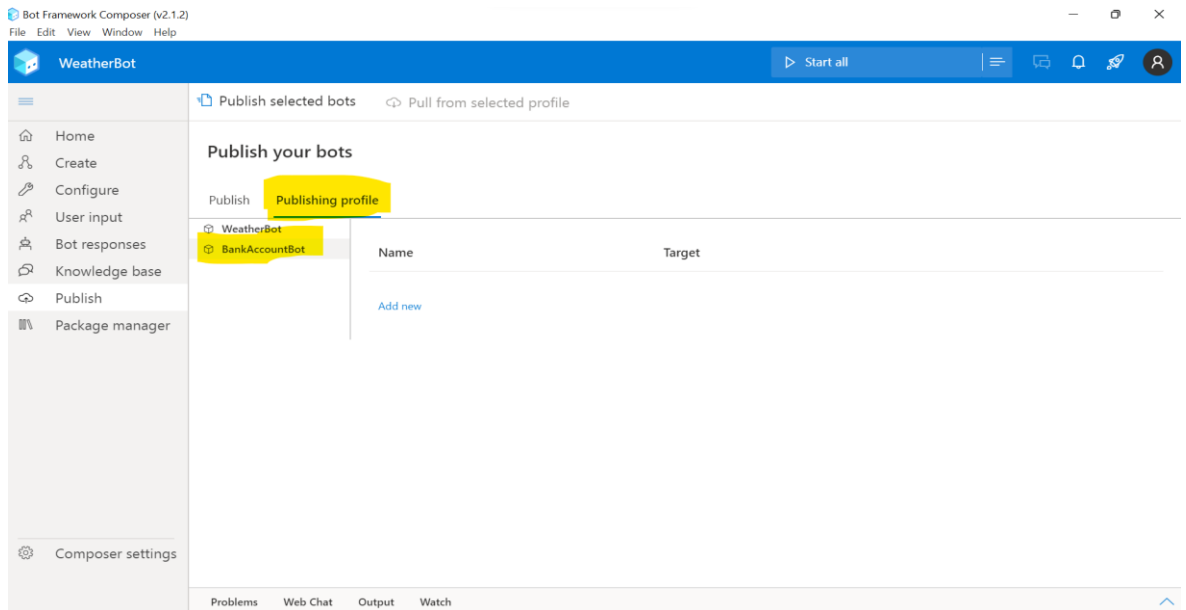 Bot Framework Composer (v2.1.2)
File Edit View Window Help
WeatherBot
Start all
Publish selected bots
Pull from selected profile
Home
Create
Configure
User input
Bot responses
Knowledge base
Publish
Package manager
Composer settings
Publish your bots
Publish Publishing profile
WeatherBot
BankAccountBot
Name Target
Add new
Problems Web Chat Output Watch